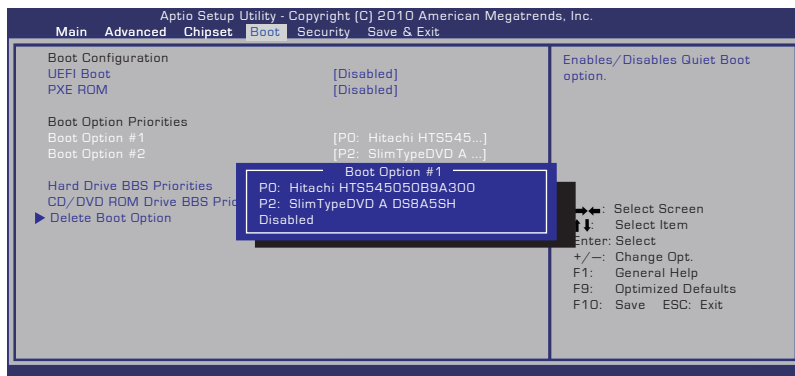 Aptio Setup Utility - Copyright (C) 2010 American Megatrends, Inc.
Main Advanced Chipset Boot Security Save & Exit
Boot Configuration
UEFI Boot [Disabled]
PXE ROM [Disabled]
Boot Option Priorities
Boot Option #1 [P0: Hitachi HTS545...]
Boot Option #2 [P2: SlimTypeDVD A ...]
Hard Drive BBS Priorities
CD/DVD ROM Drive BBS Prio
Delete Boot Option
Boot Option #1
P0: Hitachi HTS545050B9A300
P2: SlimTypeDVD A DS8A5SH
Disabled
Enables/Disables Quiet Boot
option.
→←: Select Screen
↑↓: Select Item
Enter: Select
+/—: Change Opt.
F1: General Help
F9: Optimized Defaults
F10: Save ESC: Exit